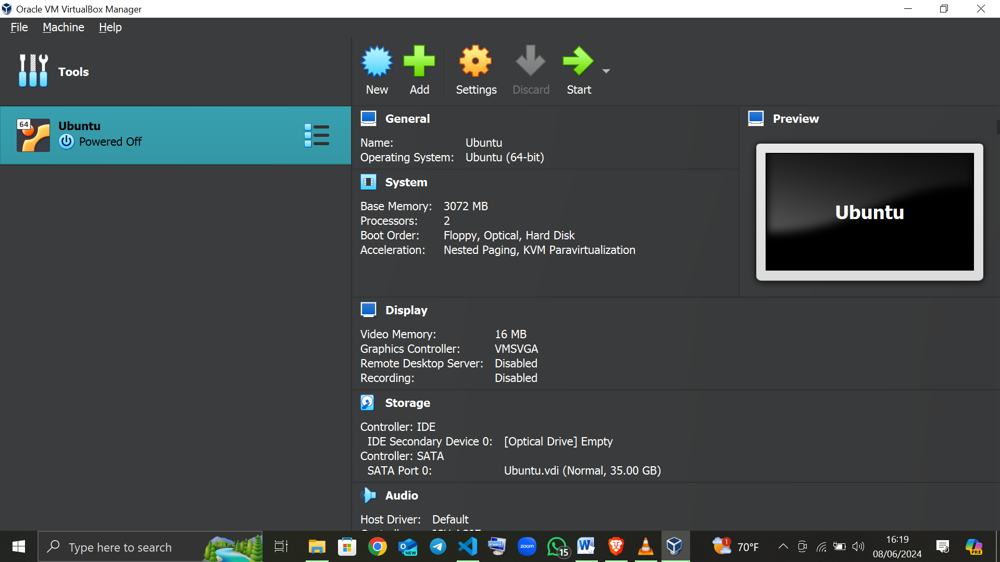 Oracle VM VirtualBox Manager
File Machine Help
Tools
New Add Settings Discard Start
64 Ubuntu
Powered Off
General
Name: Ubuntu
Operating System: Ubuntu (64-bit)
Preview
Ubuntu
System
Base Memory: 3072 MB
Processors: 2
Boot Order: Floppy, Optical, Hard Disk
Acceleration: Nested Paging, KVM Paravirtualization
Display
Video Memory: 16 MB
Graphics Controller: VMSVGA
Remote Desktop Server: Disabled
Recording: Disabled
Storage
Controller: IDE
IDE Secondary Device 0: [Optical Drive] Empty
Controller: SATA
SATA Port 0: Ubuntu.vdi (Normal, 35.00 GB)
Audio
Host Driver: Default
Type here to search
NEW
zoom
15
1
70°F
16:19
08/06/2024
PRE